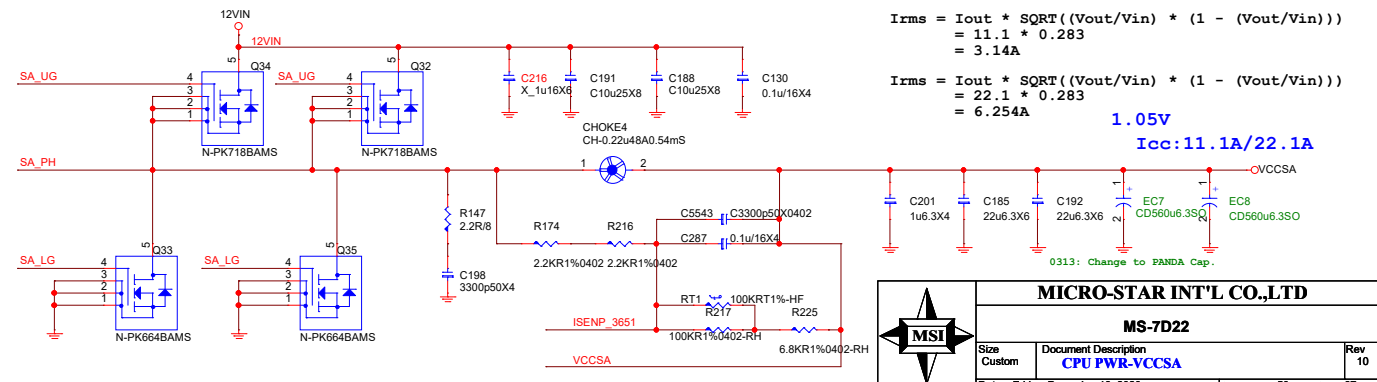 12VIN
12VIN
Irms = Iout * SQRT((Vout/Vin) * (1 - (Vout/Vin)))
= 11.1 * 0.283
= 3.14A
Irms = Iout * SQRT((Vout/Vin) * (1 - (Vout/Vin)))
= 22.1 * 0.283
= 6.254A
1.05V
Icc:11.1A/22.1A
5
Q34
5
Q32
SA_UG
4
3
2
1
N-PK718BAMS
SA_UG
4
3
2
1
N-PK718BAMS
C216
X_1u16X6
C191
C10u25X8
C188
C10u25X8
C130
0.1u/16X4
CHOKE4
CH-0.22u48A0.54mS
SA_PH
1
2
VCCSA
R147
2.2R/8
C198
3300p50X4
R174
2.2KR1%0402
R216
2.2KR1%0402
C5543
C3300p50X0402
C287
0.1u/16X4
C201
1u6.3X4
C185
22u6.3X6
C192
22u6.3X6
1
+
EC7
CD560u6.3SO
2
1
+
EC8
CD560u6.3SO
2
0313: Change to PANDA Cap.
5
Q33
SA_LG
4
3
2
1
N-PK664BAMS
5
Q35
SA_LG
4
3
2
1
N-PK664BAMS
RT1
100KRT1%-HF
R217
100KR1%0402-RH
R225
6.8KR1%0402-RH
ISENP_3651
VCCSA
MSI
MICRO-STAR INT'L CO.,LTD
MS-7D22
Size
Custom
Document Description
CPU PWR-VCCSA
Rev
10